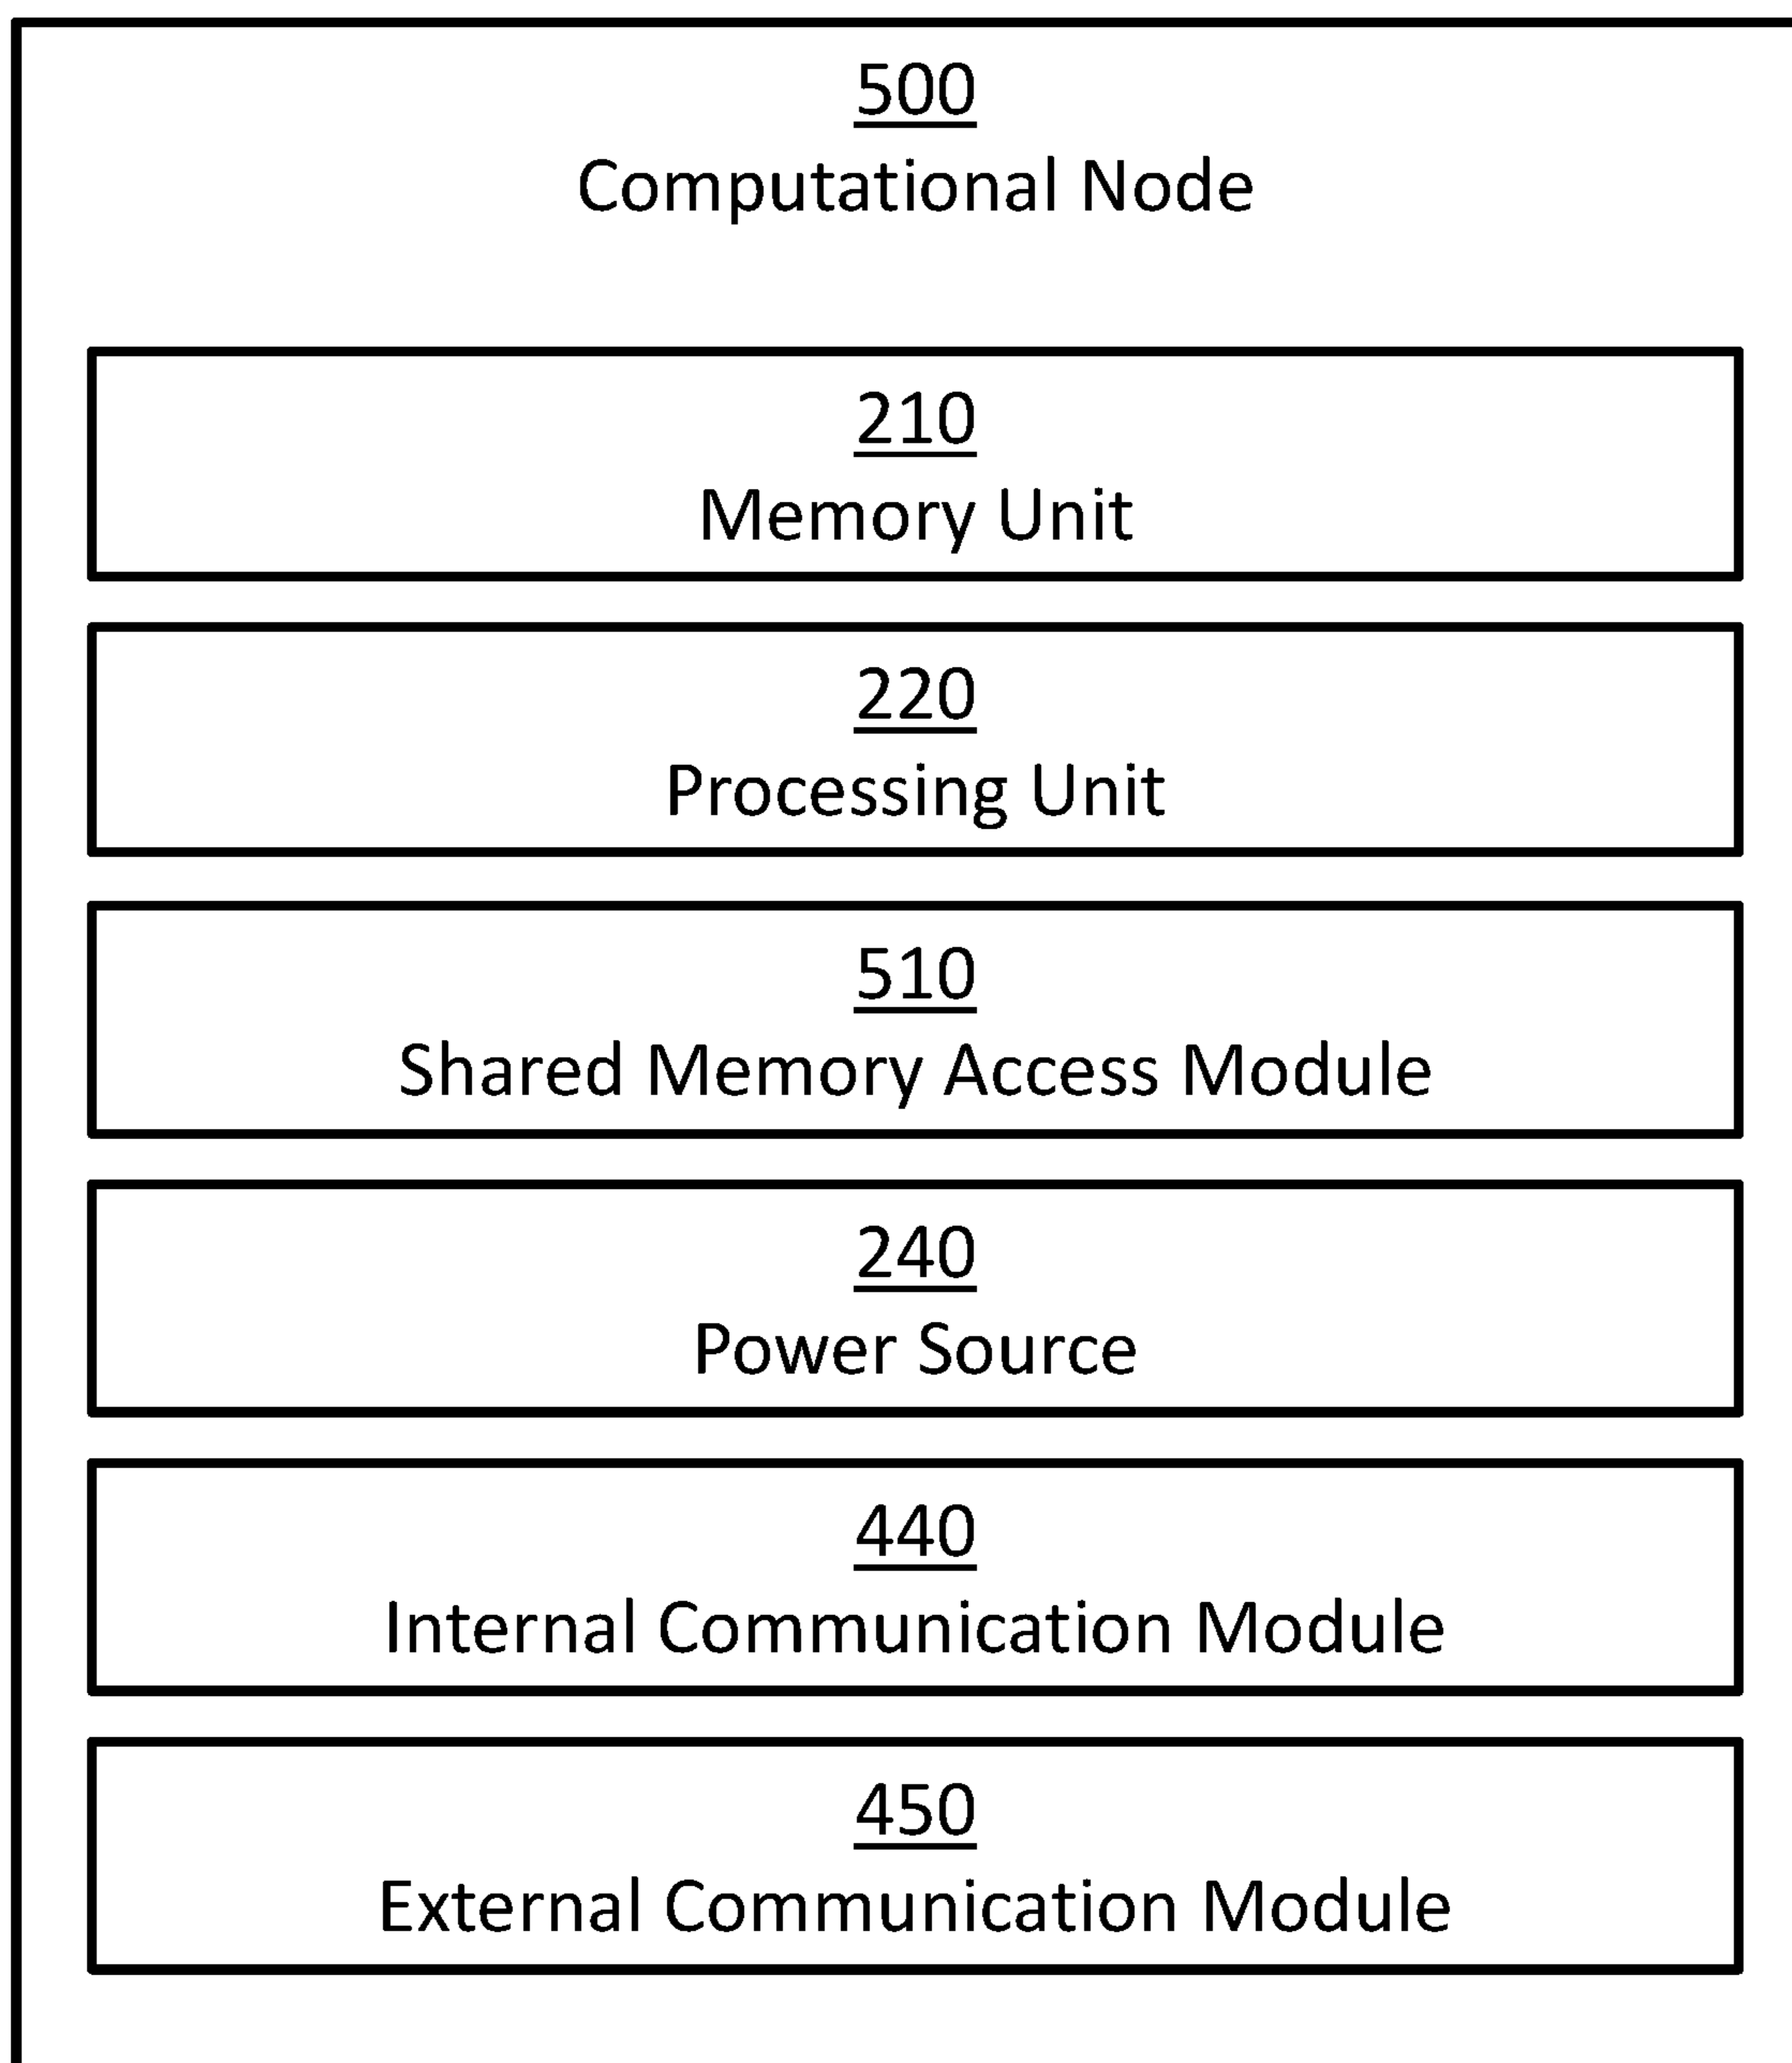 500
Computational Node
210
Memory Unit
220
Processing Unit
510
Shared Memory Access Module
240
Power Source
440
Internal Communication Module
450
External Communication Module